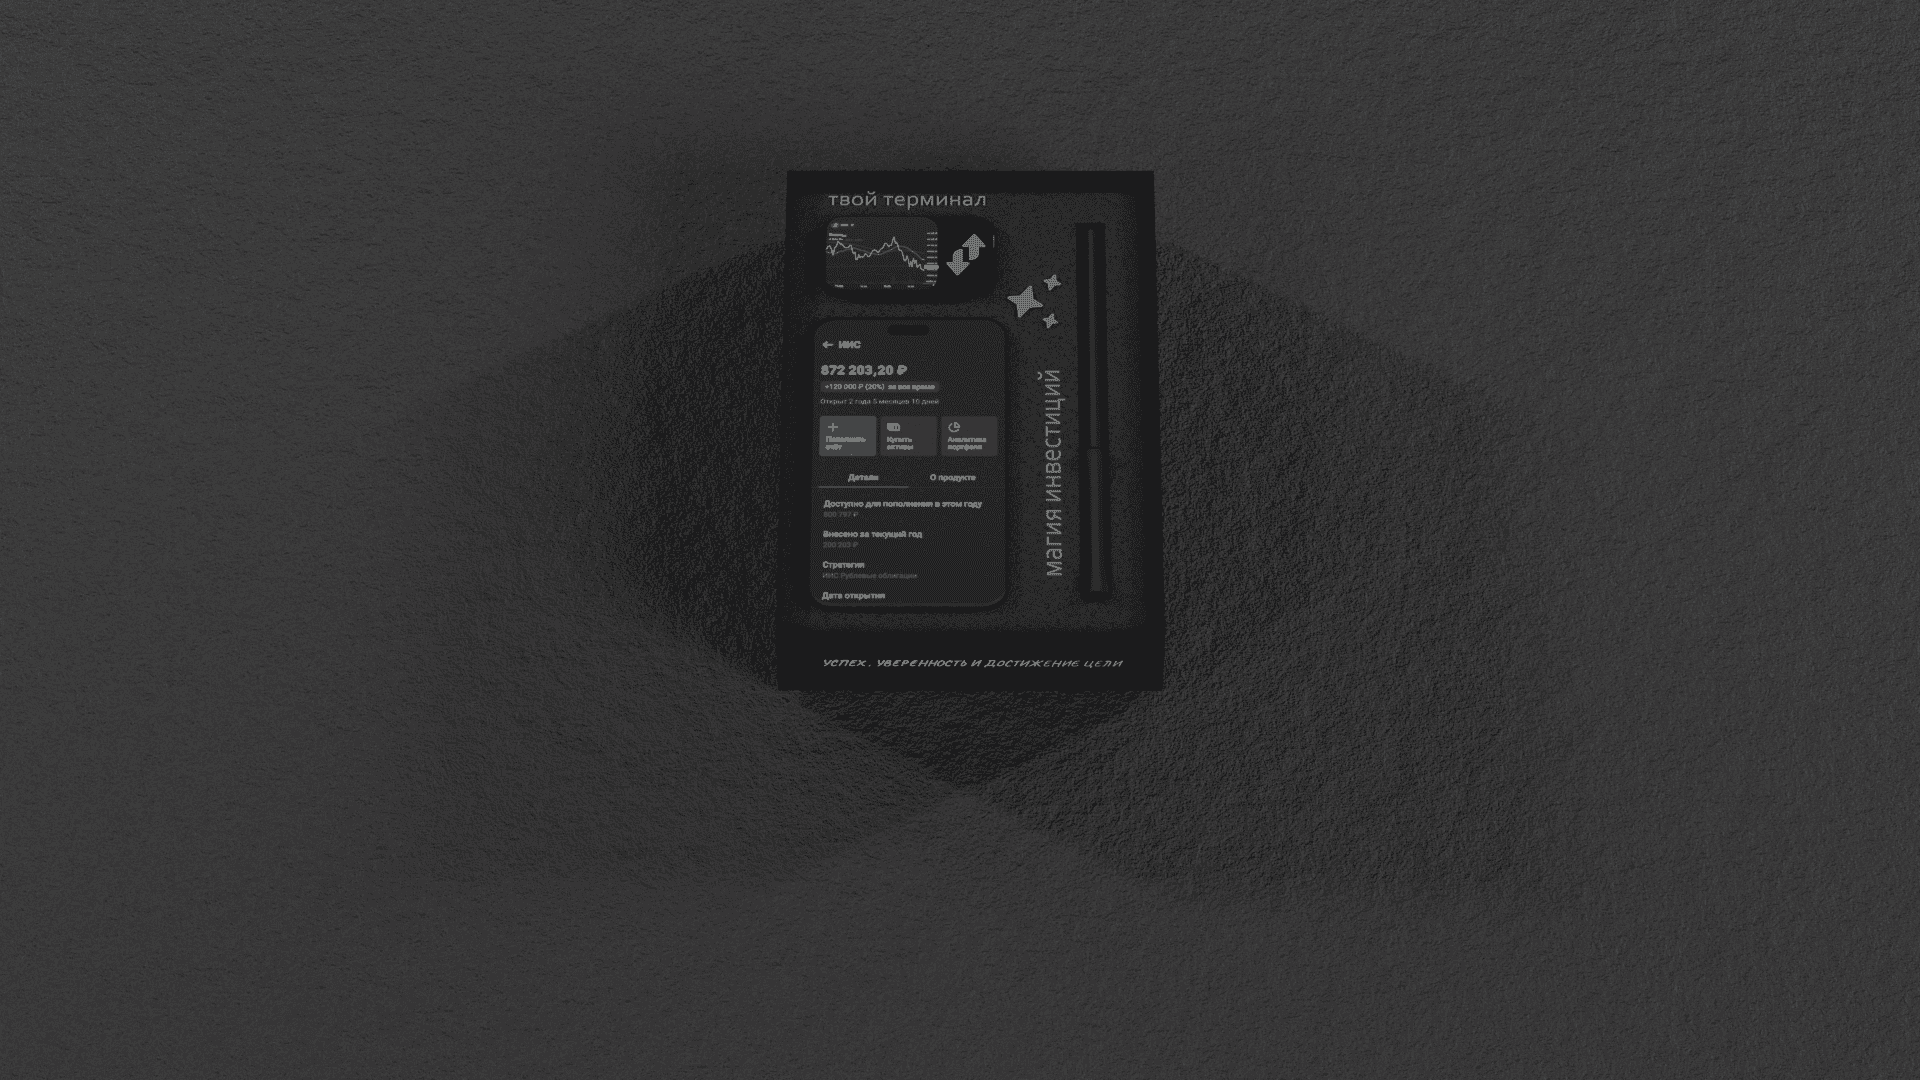 твой терминал
← ИИС
872 203,20 ₽
+120 000 ₽ (20%) за все время
Открыт 2 года 5 месяцев 10 дней
Пополнить
счёт
Купить
активы
Аналитика
портфеля
Детали
О продукте
Доступно для пополнения в этом году
600 797 ₽
Внесено за текущий год
Стратегия
ИИС Рублевые облигации
Дата открытия
магия инвестиций
УСПЕХ, УВЕРЕННОСТЬ И ДОСТИЖЕНИЕ ЦЕЛИ